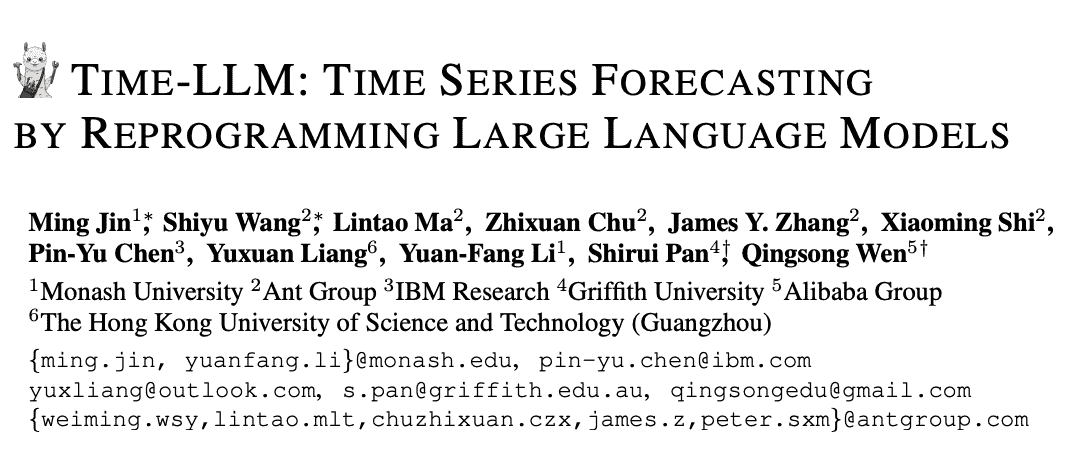 TIME-LLM: TIME SERIES FORECASTING
BY REPROGRAMMING LARGE LANGUAGE MODELS
Ming Jin¹*, Shiyu Wang²*, Lintao Ma², Zhixuan Chu², James Y. Zhang², Xiaoming Shi²,
Pin-Yu Chen³, Yuxuan Liang⁶, Yuan-Fang Li¹, Shirui Pan⁴†, Qingsong Wen⁵†
¹Monash University ²Ant Group ³IBM Research ⁴Griffith University ⁵Alibaba Group
⁶The Hong Kong University of Science and Technology (Guangzhou)
{ming.jin, yuanfang.li}@monash.edu, pin-yu.chen@ibm.com
yuxliang@outlook.com, s.pan@griffith.edu.au, qingsongedu@gmail.com
{weiming.wsy,lintao.mlt,chuzhixuan.czx,james.z,peter.sxm}@antgroup.com